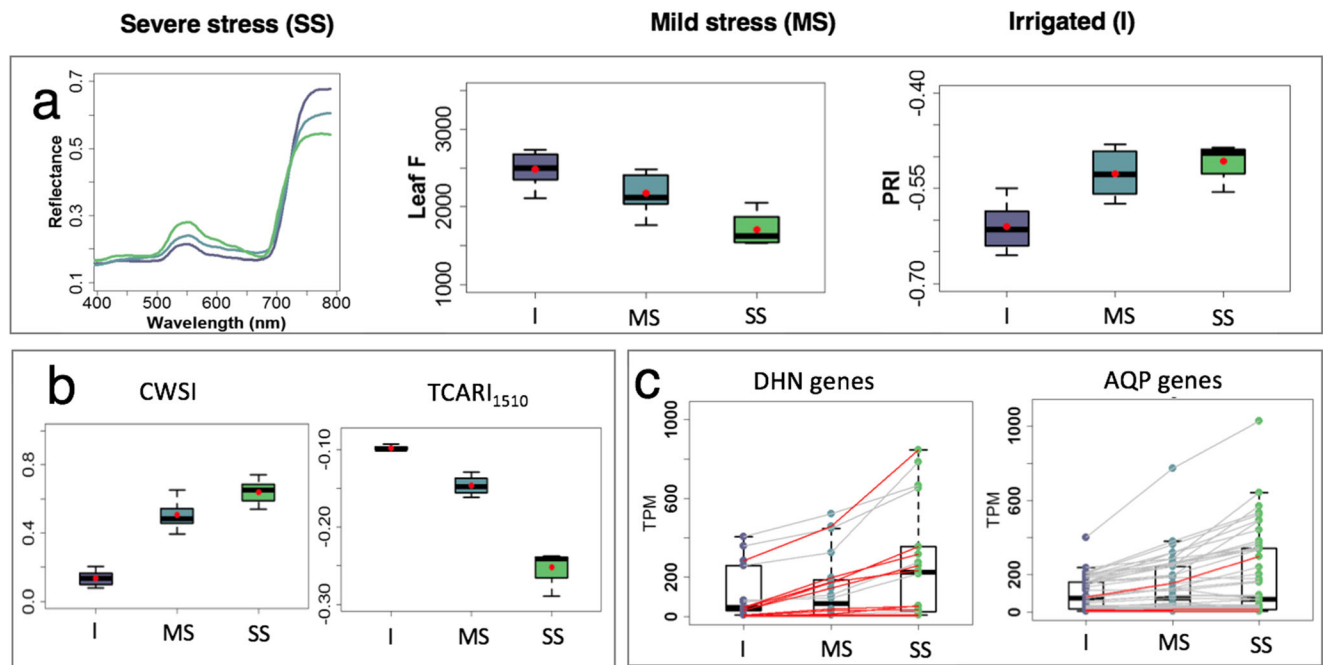 Severe stress (SS)
Mild stress (MS)
Irrigated (I)
a
Reflectance
0.7
0.5
0.3
0.1
400
500
600
700
800
Wavelength (nm)
Leaf F
3000
2000
1000
I
MS
SS
PRI
-0.40
-0.55
-0.70
I
MS
SS
b
CWSI
0.8
0.4
0.0
I
MS
SS
TCARI1510
-0.10
-0.20
-0.30
I
MS
SS
c
DHN genes
TPM
1000
600
200
0
I
MS
SS
AQP genes
TPM
1000
600
200
0
I
MS
SS